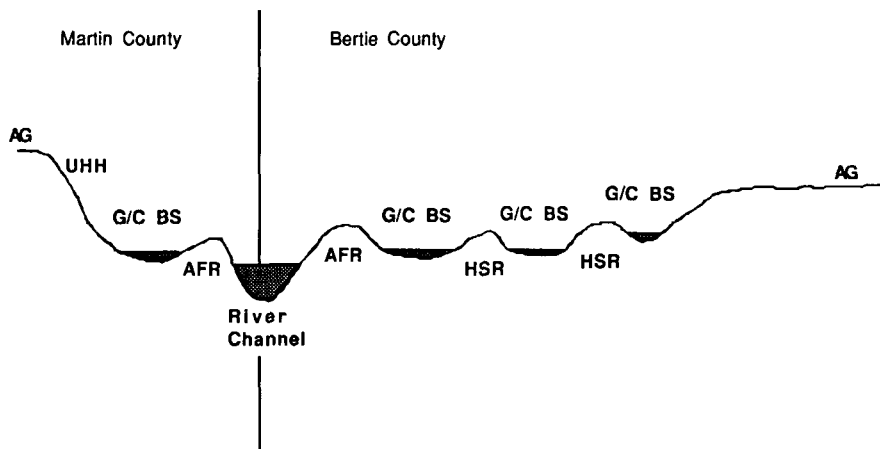 Martin County
Bertie County
AG
UHH
G/C BS
AFR
River
Channel
AFR
G/C BS
HSR
G/C BS
HSR
G/C BS
AG